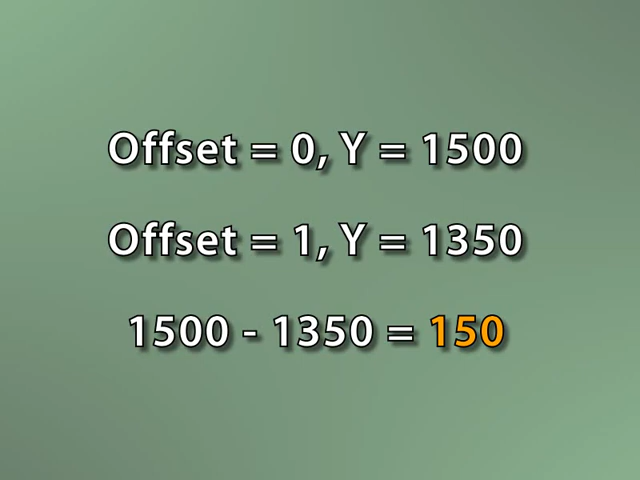 Offset = 0, Y = 1500
Offset = 1, Y = 1350
1500 - 1350 = 150